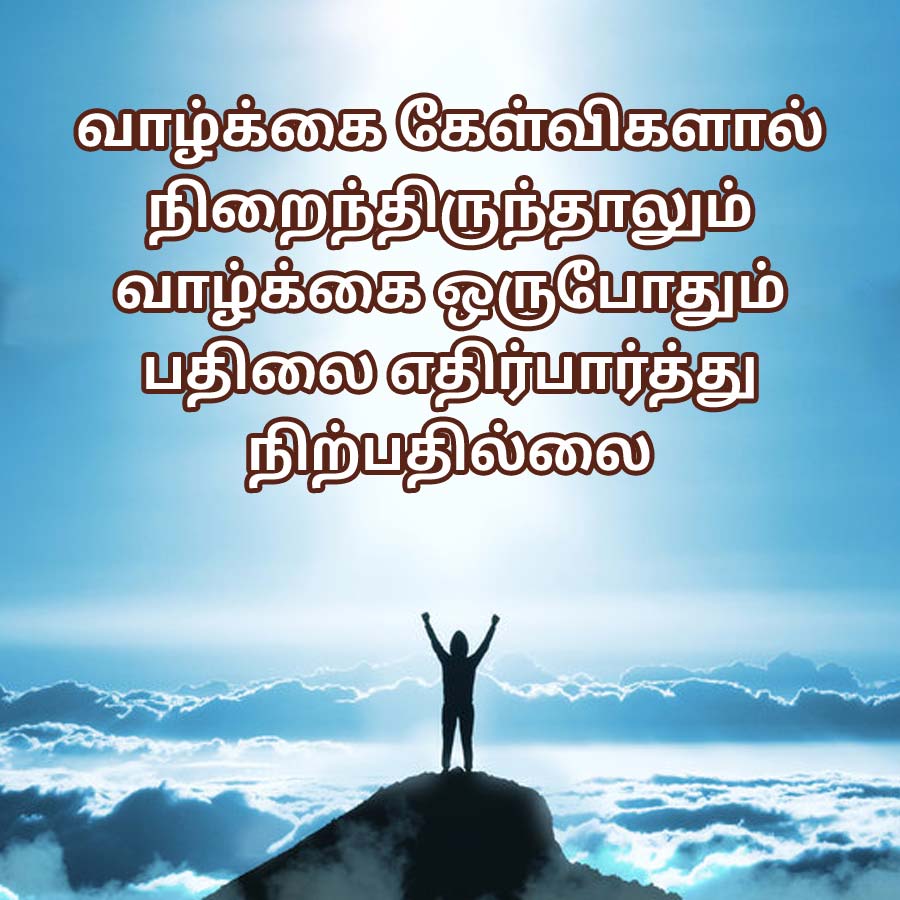 வாழ்க்கை கேள்விகளால்
நிறைந்திருந்தாலும்
வாழ்க்கை ஒருபோதும்
பதிலை எதிர்பார்த்து
நிற்பதில்லை